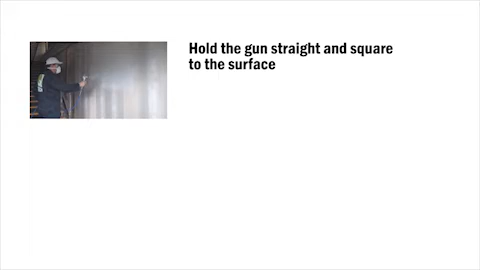 Hold the gun straight and square
to the surface